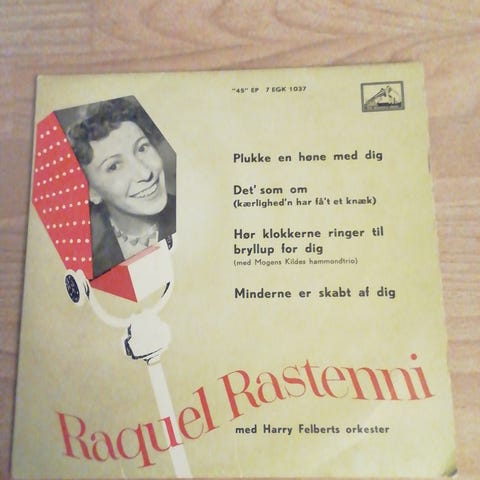 "45" EP 7 EGK 1037
Plukke en høne med dig
Det' som om
(kærlighed'n har få't et knæk)
Hør klokkerne ringer til
bryllup for dig
(med Mogens Kildes hammondtrio)
Minderne er skabt af dig
Raquel Rastenni
med Harry Felberts orkester